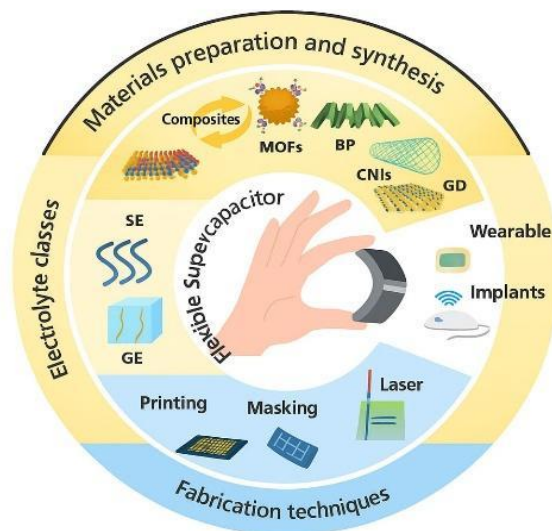 Materials preparation and synthesis
Composites
MOFs
BP
CNIs
GD
Electrolyte classes
SE
GE
Flexible Supvercapacitor
Wearable
Implants
Printing
Masking
Laser
Fabrication techniques